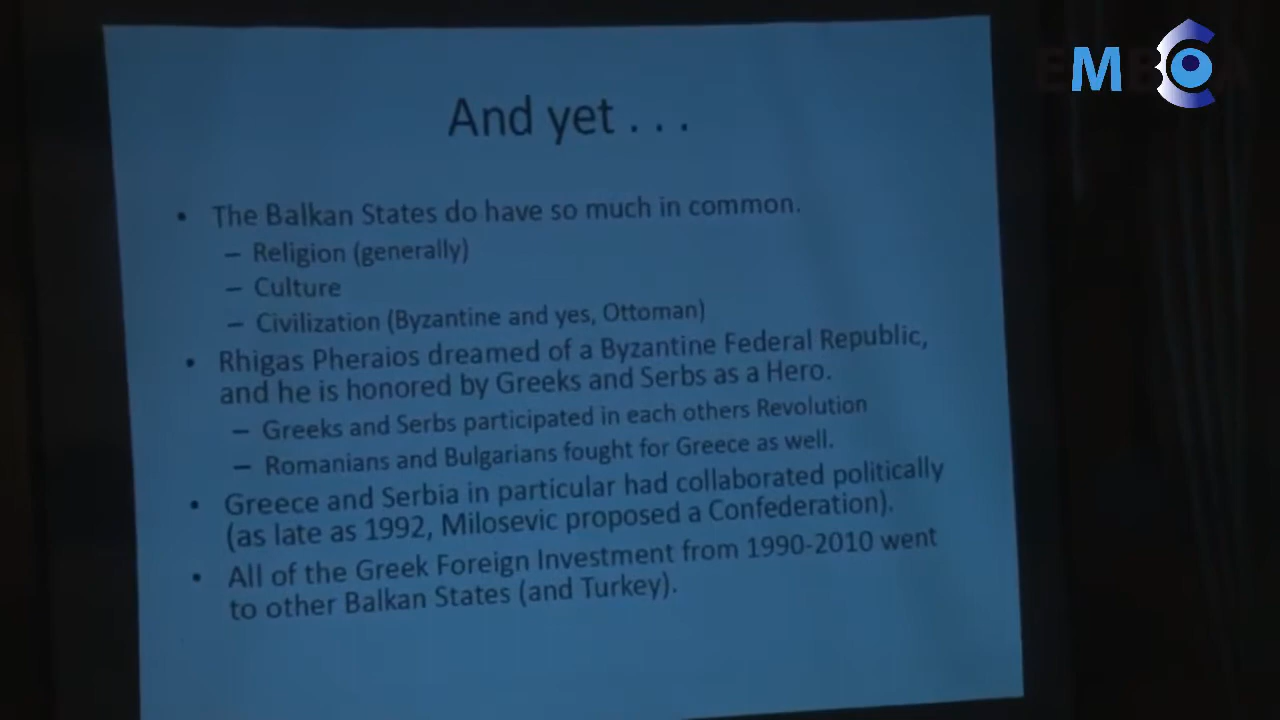 And yet . . .
• The Balkan States do have so much in common.
– Religion (generally)
– Culture
– Civilization (Byzantine and yes, Ottoman)
• Rhigas Pheraios dreamed of a Byzantine Federal Republic,
and he is honored by Greeks and Serbs as a Hero.
– Greeks and Serbs participated in each others Revolution
– Romanians and Bulgarians fought for Greece as well.
• Greece and Serbia in particular had collaborated politically
(as late as 1992, Milosevic proposed a Confederation).
• All of the Greek Foreign Investment from 1990-2010 went
to other Balkan States (and Turkey).